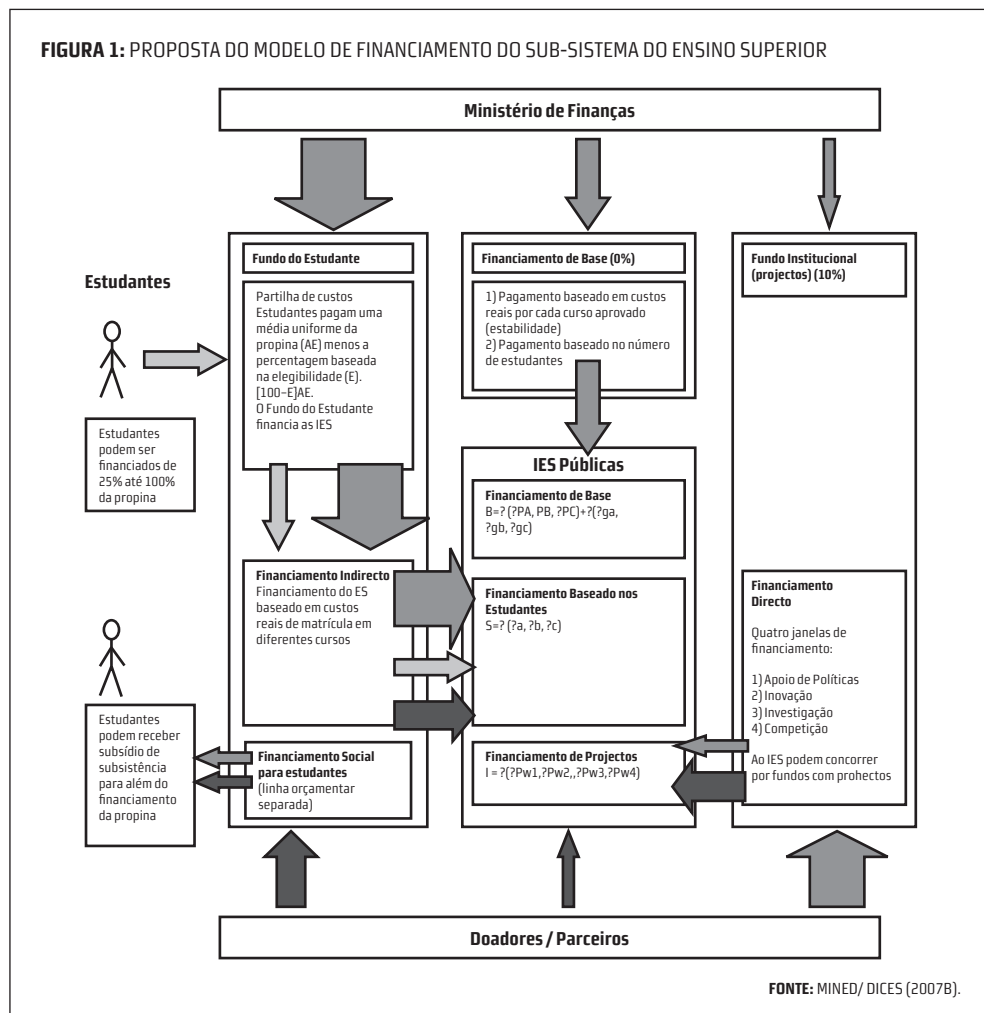 FIGURA 1: PROPOSTA DO MODELO DE FINANCIAMENTO DO SUB-SISTEMA DO ENSINO SUPERIOR
Ministério de Finanças
Estudantes
Estudantes
podem ser
financiados de
25% até 100%
da propina
Estudantes
podem receber
subsídio de
subsistência
para além do
financiamento
da propina
Fundo do Estudante
Partilha de custos
Estudantes pagam uma
média uniforme da
propina (AE) menos a
percentagem baseada
na elegibilidade (E).
[100-E]AE.
O Fundo do Estudante
financia as IES
Financiamento Indirecto
Financiamento do ES
baseado em custos
reais de matrícula em
diferentes cursos
Financiamento Social
para estudantes
(linha orçamentar
separada)
Financiamento de Base (0%)
1) Pagamento baseado em custos
reais por cada curso aprovado
(estabilidade)
2) Pagamento baseado no número
de estudantes
IES Públicas
Financiamento de Base
B=? (?PA, PB, ?PC)+?(?ga,
?gb, ?gc)
Financiamento Baseado nos
Estudantes
S=? (?a, ?b, ?c)
Financiamento de Projectos
I = ?(?Pw1,?Pw2,,?Pw3,?Pw4)
Fundo Institucional
(projectos) (10%)
Financiamento
Directo
Quatro janelas de
financiamento:
1) Apoio de Políticas
2) Inovação
3) Investigação
4) Competição
Ao IES podem concorrer
por fundos com prohectos
Doadores / Parceiros
FONTE: MINED/ DICES (2007B).